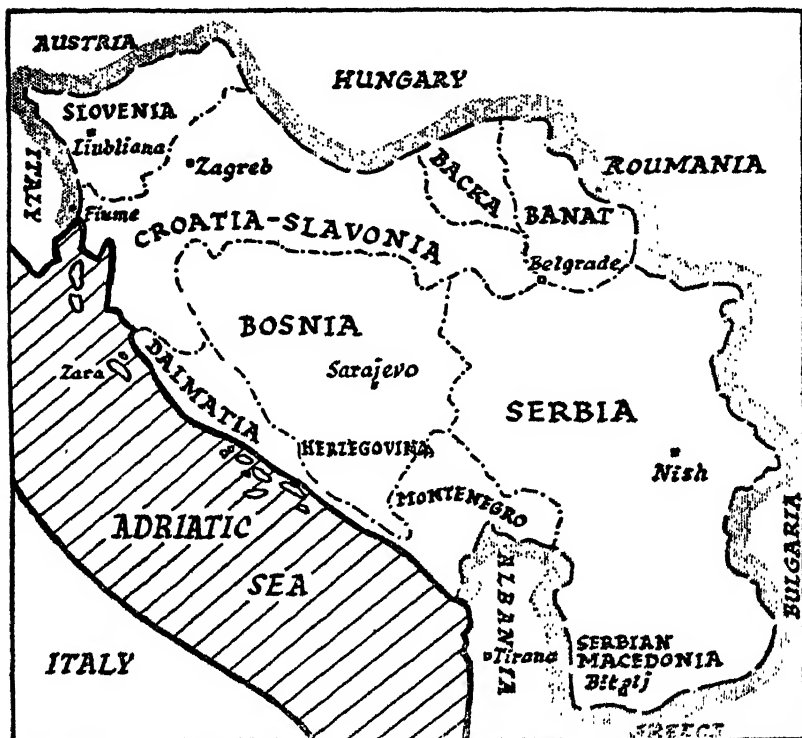 AUSTRIA
HUNGARY
SLOVENIA
Liubliana
Zagreb
ITALY
Fiume
BACKA
BANAT
ROUMANIA
CROATIA-SLAVONIA
Belgrade
BOSNIA
Sarajevo
Zara
DALMATIA
SERBIA
HERZEGOVINA
Nish
MONTENEGRO
ADRIATIC
SEA
ALBANIA
BULGARIA
ITALY
Tirana
SERBIAN
MACEDONIA
Bitolj
GREECE